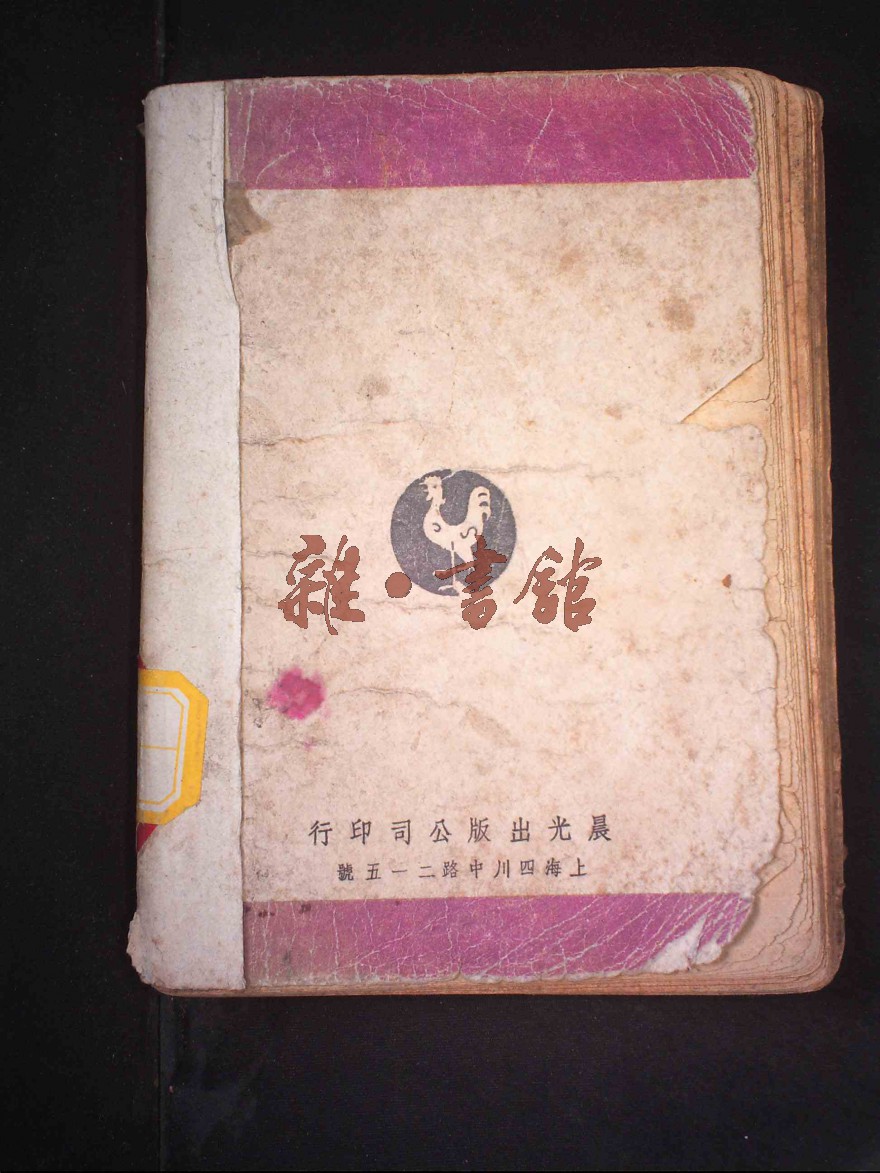 雜·書館
晨光出版公司印行
上海四川中路二一五號